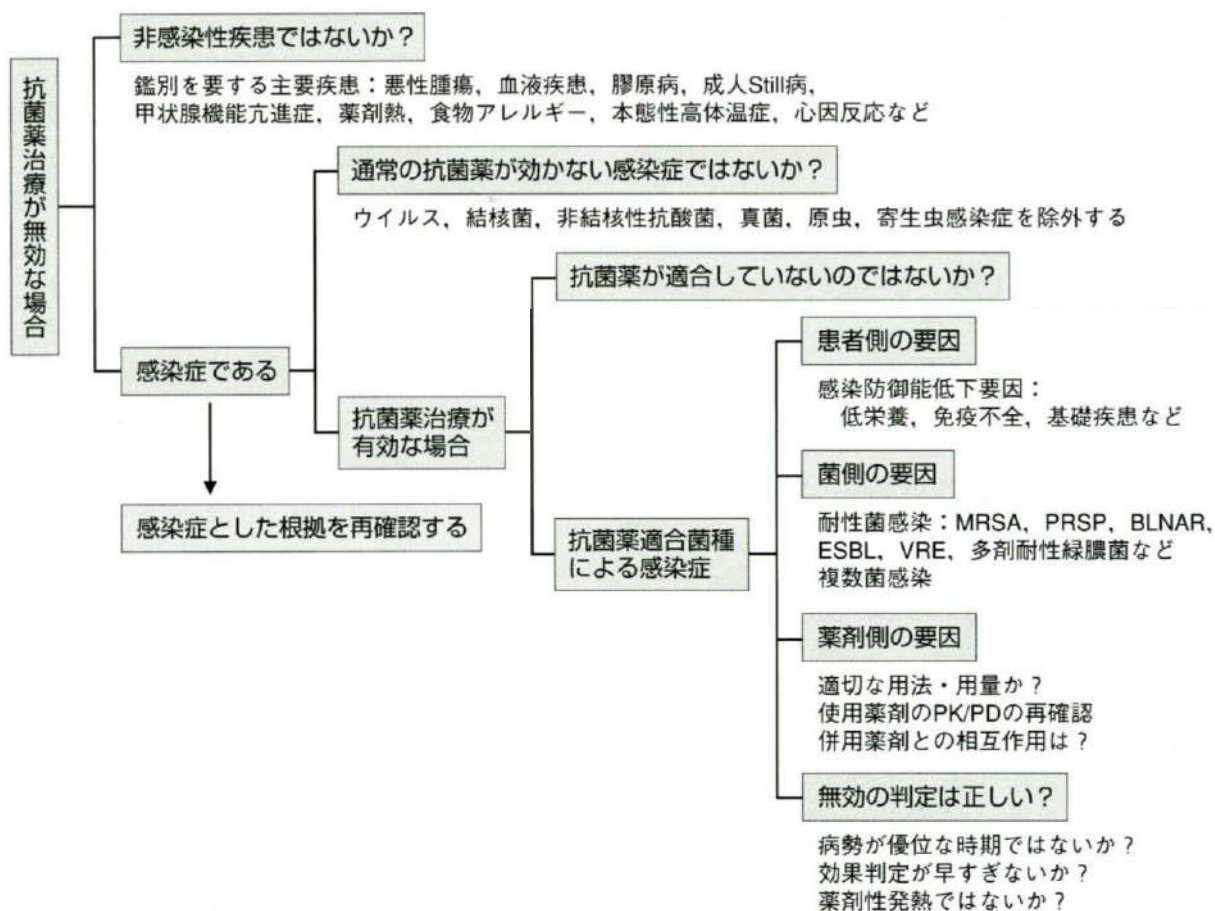 抗菌薬治療が無効な場合
非感染性疾患ではないか？
鑑別を要する主要疾患：悪性腫瘍，血液疾患，膠原病，成人Still病，
甲状腺機能亢進症，薬剤熱，食物アレルギー，本態性高体温症，心因反応など
通常の抗菌薬が効かない感染症ではないか？
ウイルス，結核菌，非結核性抗酸菌，真菌，原虫，寄生虫感染症を除外する
抗菌薬が適合していないのではないか？
感染症である
抗菌薬治療が
有効な場合
感染症とした根拠を再確認する
抗菌薬適合菌種
による感染症
患者側の要因
感染防御能低下要因：
低栄養，免疫不全，基礎疾患など
菌側の要因
耐性菌感染：MRSA，PRSP，BLNAR，
ESBL，VRE，多剤耐性緑膿菌など
複数菌感染
薬剤側の要因
適切な用法・用量か？
使用薬剤のPK/PDの再確認
併用薬剤との相互作用は？
無効の判定は正しい？
病勢が優位な時期ではないか？
効果判定が早すぎないか？
薬剤性発熱ではないか？